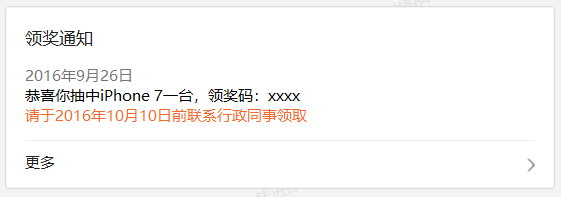 领奖通知
2016年9月26日
恭喜你抽中iPhone 7一台，领奖码：xxxx
请于2016年10月10日前联系行政同事领取
更多